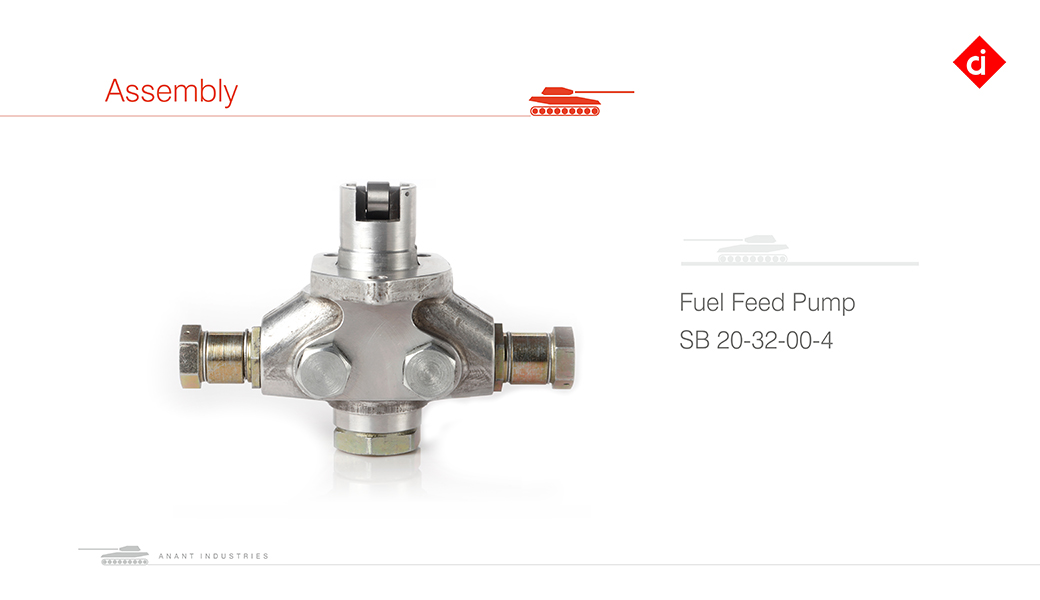 Assembly
Fuel Feed Pump
SB 20-32-00-4
ANANT INDUSTRIES